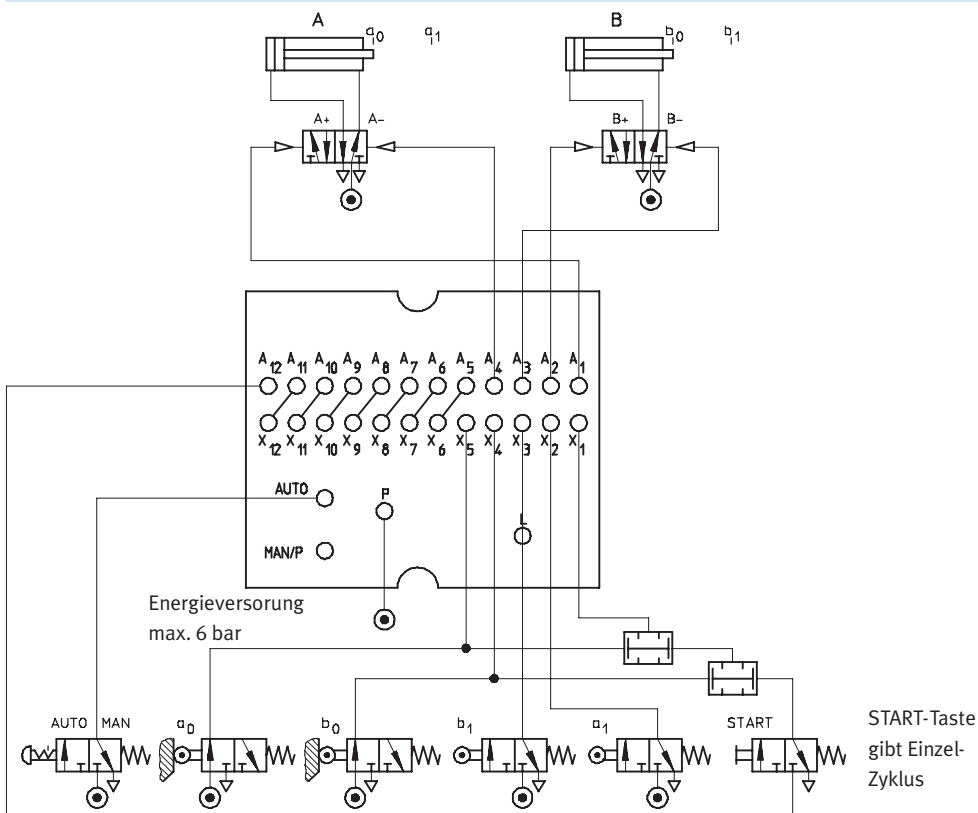 A B
a0 a1 b0 b1
A+ A- B+ B-
A12 A11 A10 A9 A8 A7 A6 A5 A4 A3 A2 A1
X12 X11 X10 X9 X8 X7 X6 X5 X4 X3 X2 X1
AUTO P L
MAN/P
Energieversorung
max. 6 bar
AUTO MAN a0 b0 b1 a1 START
START-Taste
gibt Einzel-
Zyklus